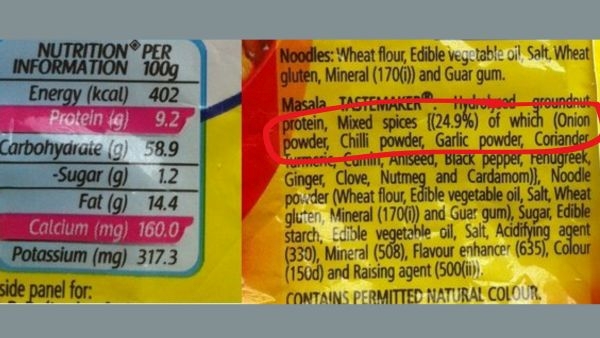 NUTRITION PER
INFORMATION 100g
Energy (kcal) 402
Protein (g) 9.2
Carbohydrate (g) 58.9
-Sugar (g) 1.2
Fat (g) 14.4
Calcium (mg) 160.0
Potassium (mg) 317.3
side panel for:
Noodles: Wheat flour, Edible vegetable oil, Salt, Wheat
gluten, Mineral (170(i)) and Guar gum.
Masala TASTEMAKER®: Hydrolysed groundnut
protein, Mixed spices {(24.9%) of which (Onion
powder, Chilli powder, Garlic powder, Coriander
Turmeric, Cumin, Aniseed, Black pepper, Fenugreek,
Ginger, Clove, Nutmeg and Cardamom)}, Noodle
powder (Wheat flour, Edible vegetable oil, Salt, Wheat
gluten, Mineral (170(i)) and Guar gum), Sugar, Edible
starch, Edible vegetable oil, Salt, Acidifying agent
(330), Mineral (508), Flavour enhancer (635), Colour
(150d) and Raising agent (500(ii)).
CONTAINS PERMITTED NATURAL COLOUR.